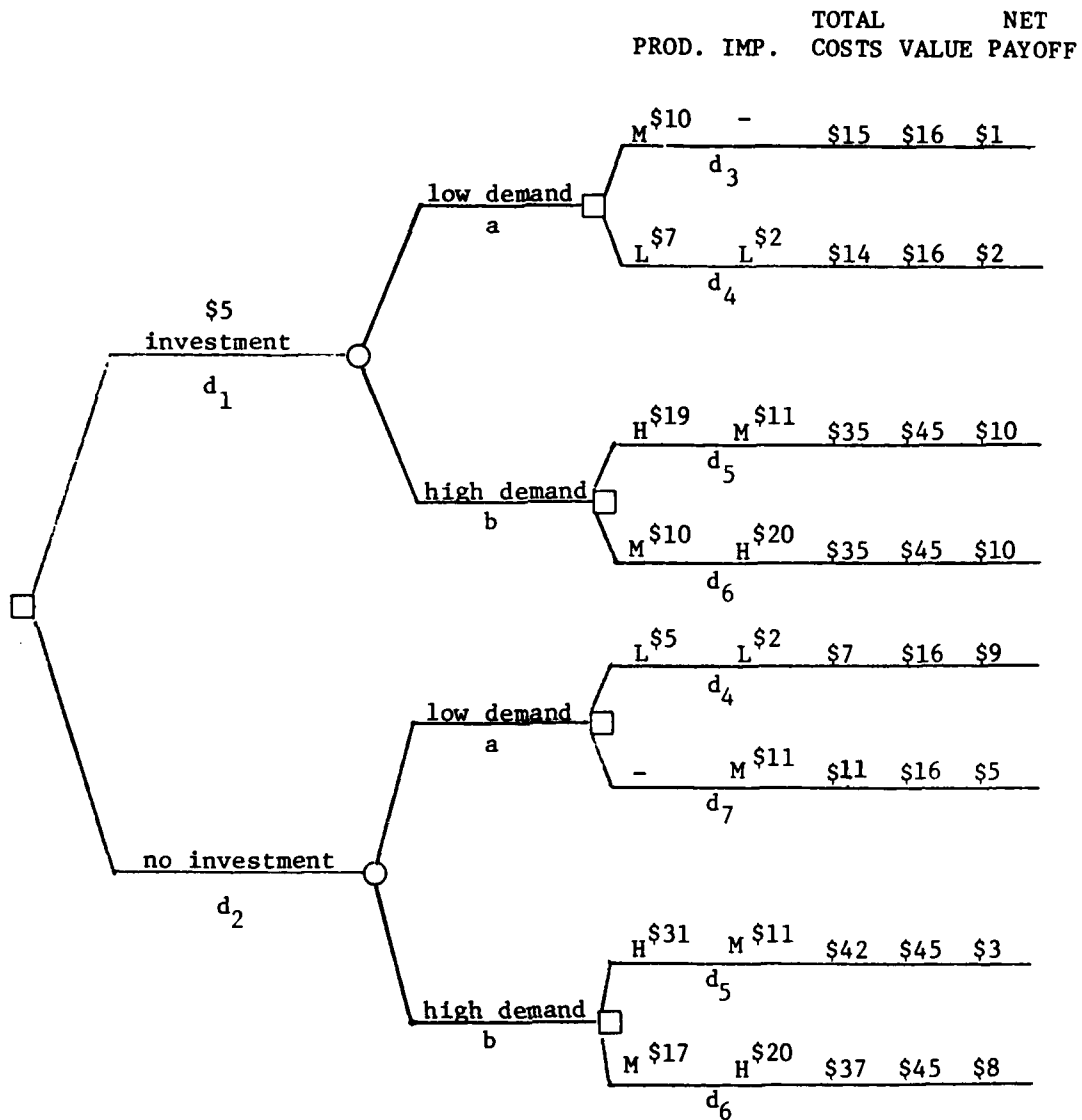 TOTAL NET
PROD. IMP. COSTS VALUE PAYOFF
M $10 - $15 $16 $1
d3
low demand
a
L $7 L $2 $14 $16 $2
d4
$5
investment
d1
H $19 M $11 $35 $45 $10
d5
high demand
b
M $10 H $20 $35 $45 $10
d6
L $5 L $2 $7 $16 $9
d4
low demand
a
- M $11 $11 $16 $5
d7
no investment
d2
H $31 M $11 $42 $45 $3
d5
high demand
b
M $17 H $20 $37 $45 $8
d6